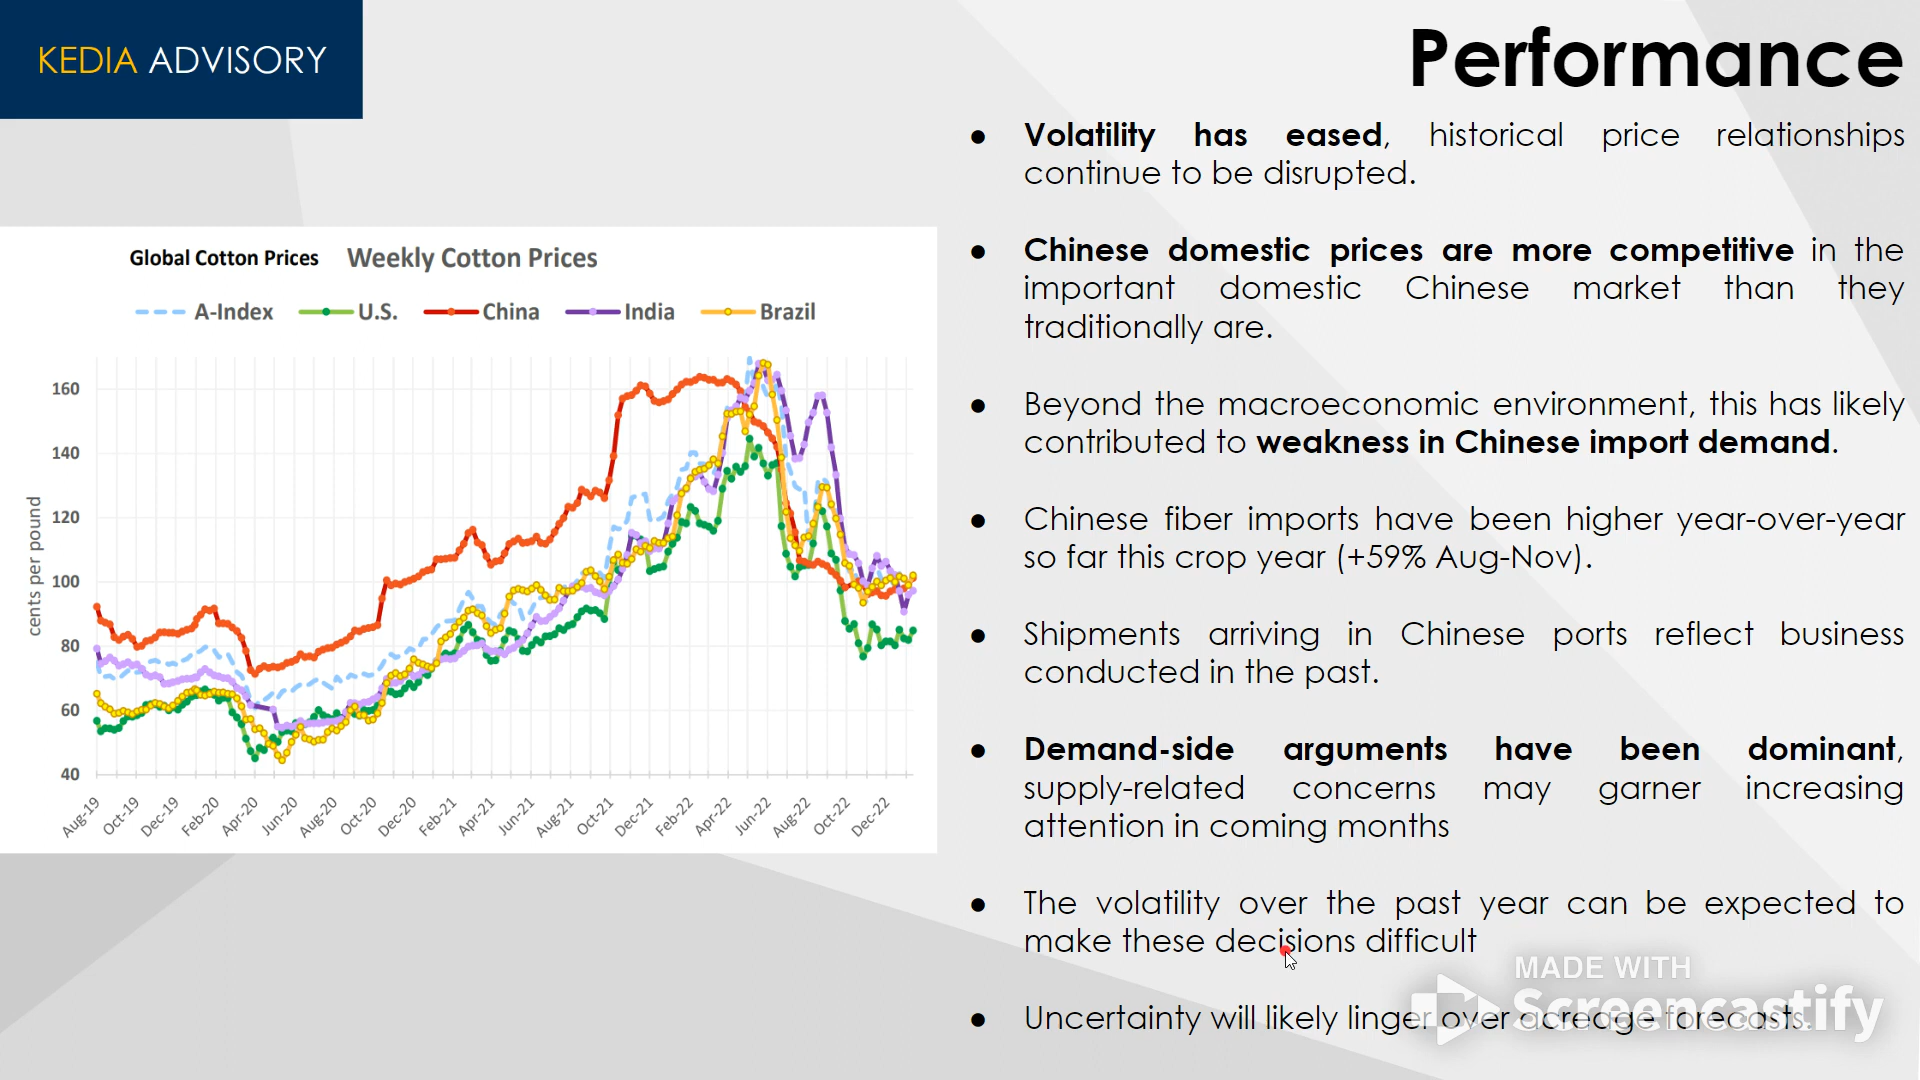 KEDIA ADVISORY
Performance
Global Cotton Prices Weekly Cotton Prices
A-Index U.S. China India Brazil
cents per pound
160
140
120
100
80
60
40
Aug-19 Oct-19 Dec-19 Feb-20 Apr-20 Jun-20 Aug-20 Oct-20 Dec-20 Feb-21 Apr-21 Jun-21 Aug-21 Oct-21 Dec-21 Feb-22 Apr-22 Jun-22 Aug-22 Oct-22 Dec-22
● Volatility has eased, historical price relationships
continue to be disrupted.
● Chinese domestic prices are more competitive in the
important domestic Chinese market than they
traditionally are.
● Beyond the macroeconomic environment, this has likely
contributed to weakness in Chinese import demand.
● Chinese fiber imports have been higher year-over-year
so far this crop year (+59% Aug-Nov).
● Shipments arriving in Chinese ports reflect business
conducted in the past.
● Demand-side arguments have been dominant,
supply-related concerns may garner increasing
attention in coming months
● The volatility over the past year can be expected to
make these decisions difficult
● Uncertainty will likely linger over acreage forecasts.
MADE WITH
Screencastify